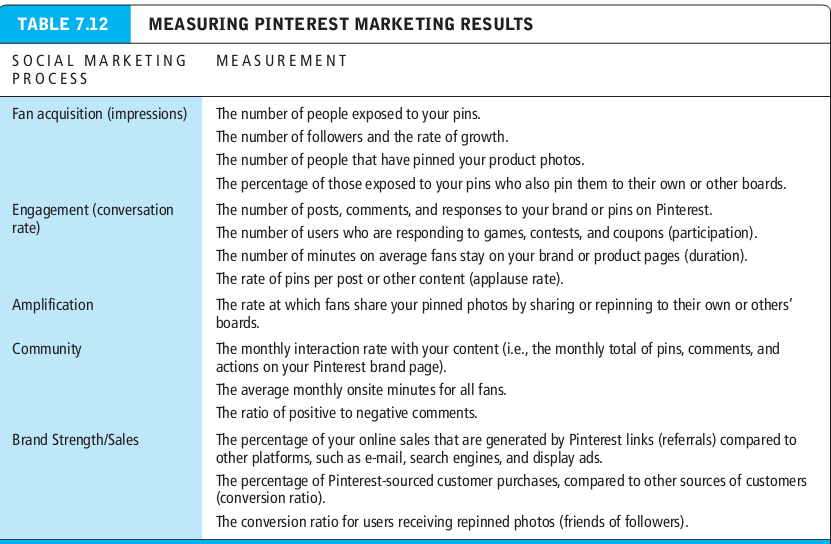 TABLE 7.12 MEASURING PINTEREST MARKETING RESULTS
SOCIAL MARKETING PROCESS
MEASUREMENT
Fan acquisition (impressions)
The number of people exposed to your pins.
The number of followers and the rate of growth.
The number of people that have pinned your product photos.
The percentage of those exposed to your pins who also pin them to their own or other boards.
Engagement (conversation
rate)
The number of posts, comments, and responses to your brand or pins on Pinterest.
The number of users who are responding to games, contests, and coupons (participation).
The number of minutes on average fans stay on your brand or product pages (duration).
The rate of pins per post or other content (applause rate).
Amplification
The rate at which fans share your pinned photos by sharing or repinning to their own or others’
boards.
Community
The monthly interaction rate with your content (i.e., the monthly total of pins, comments, and
actions on your Pinterest brand page).
The average monthly onsite minutes for all fans.
The ratio of positive to negative comments.
Brand Strength/Sales
The percentage of your online sales that are generated by Pinterest links (referrals) compared to
other platforms, such as e-mail, search engines, and display ads.
The percentage of Pinterest-sourced customer purchases, compared to other sources of customers
(conversion ratio).
The conversion ratio for users receiving repinned photos (friends of followers).